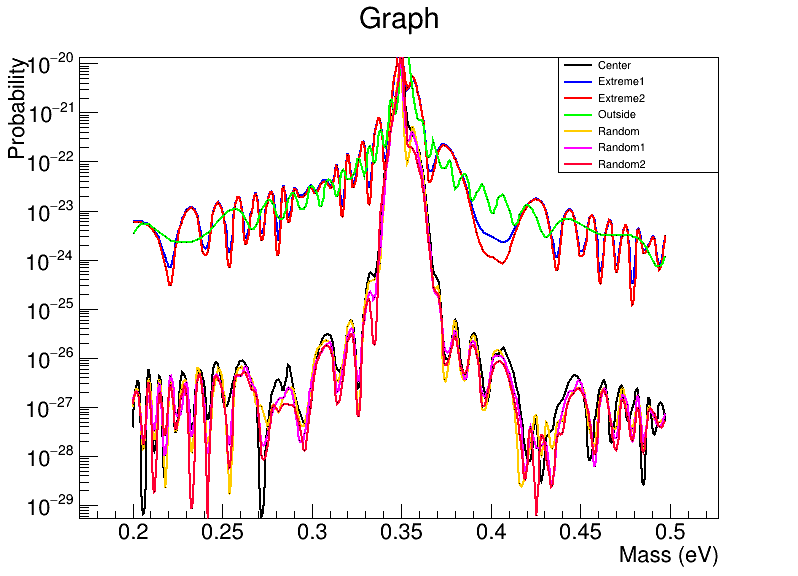 Graph
Probability
10−20
10−21
10−22
10−23
10−24
10−25
10−26
10−27
10−28
10−29
Center
Extreme1
Extreme2
Outside
Random
Random1
Random2
0.2 0.25 0.3 0.35 0.4 0.45 0.5
Mass (eV)